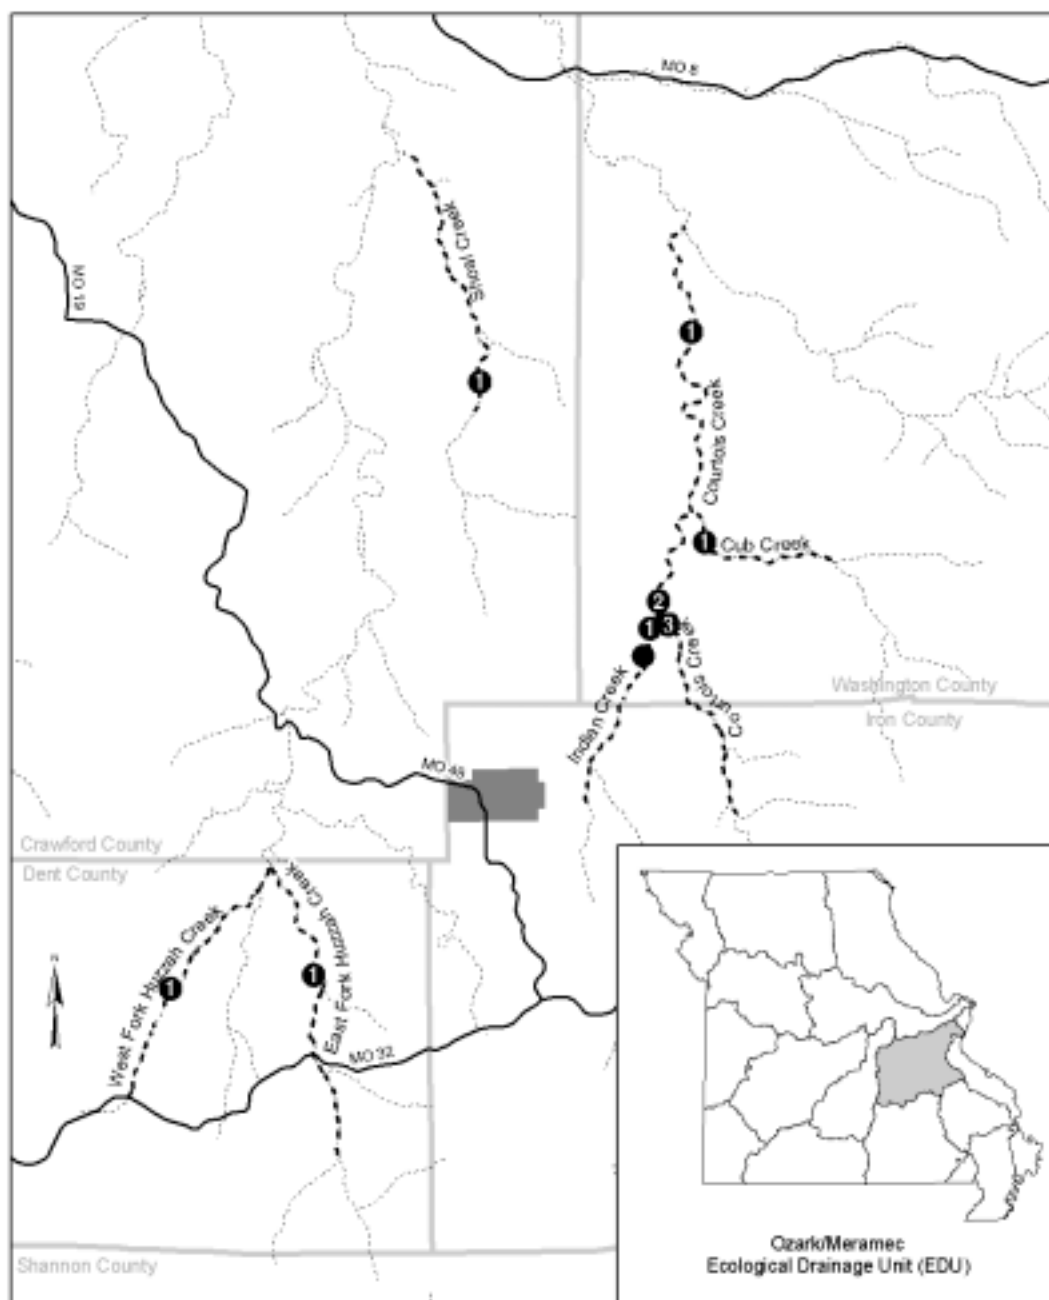 MO 8
MO 19
Shoal Creek
1
1
Courtois Creek
1
Cub Creek
2
1
3
Courtois Creek
Indian Creek
Washington County
Iron County
MO 49
Crawford County
Dent County
West Fork Huzzah Creek
1
East Fork Huzzah Creek
1
N
MO 32
Shannon County
Ozark/Meramec
Ecological Drainage Unit (EDU)